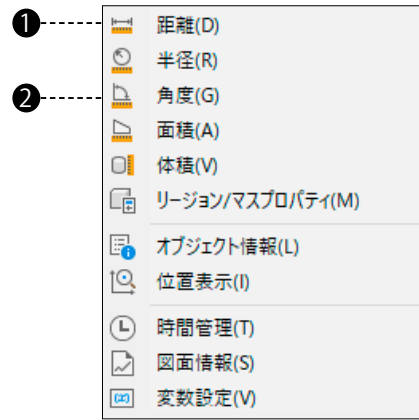 ❶ 距離(D)
半径(R)
❷ 角度(G)
面積(A)
体積(V)
リージョン/マスプロパティ(M)
オブジェクト情報(L)
位置表示(I)
時間管理(T)
図面情報(S)
変数設定(V)